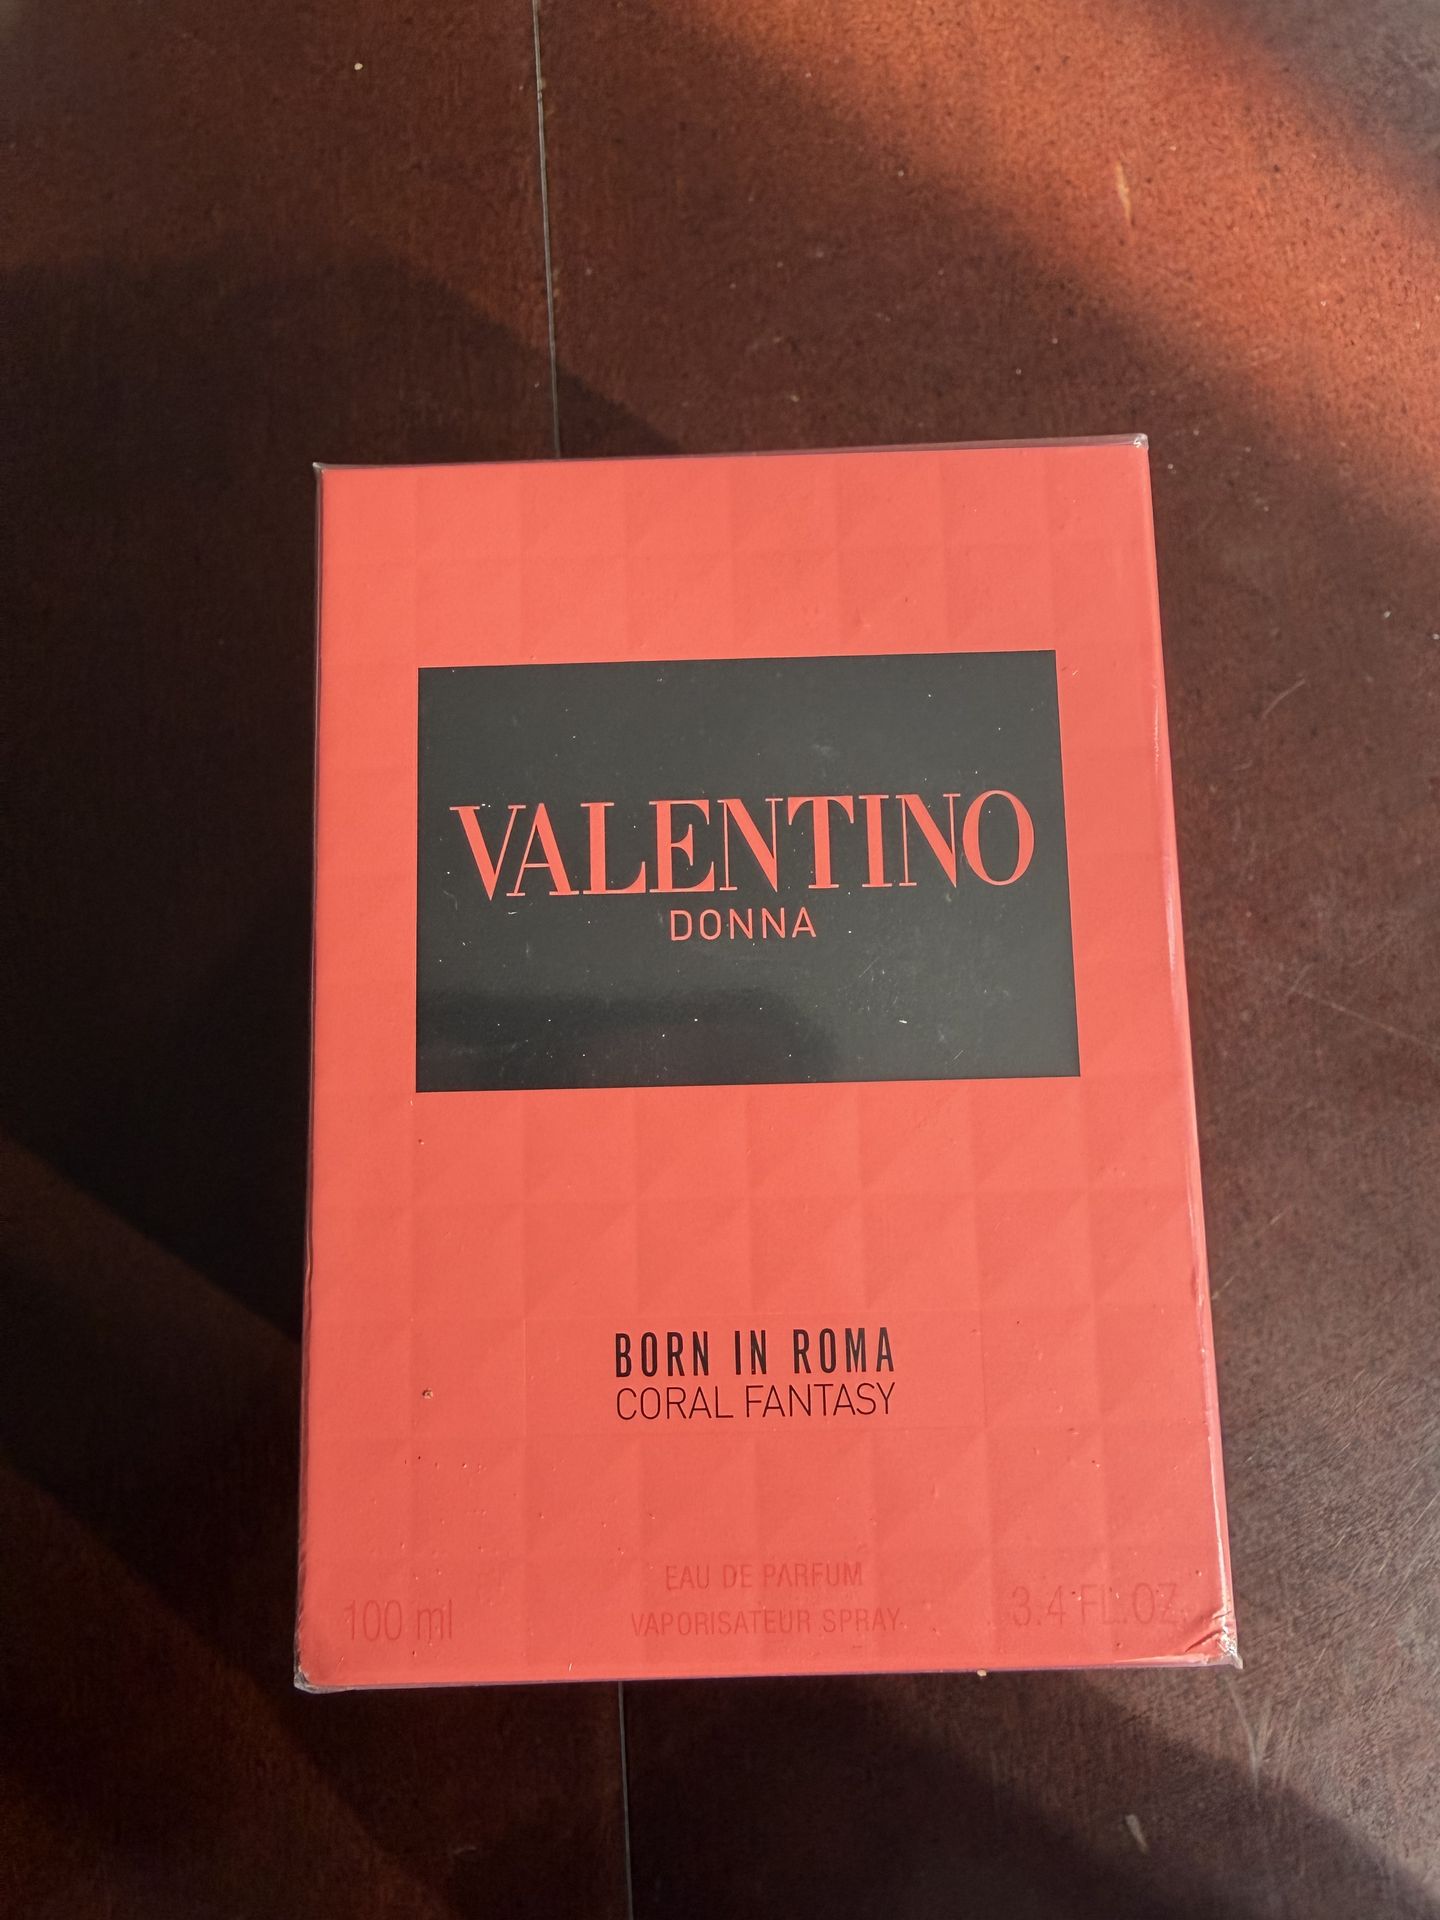 VALENTINO
DONNA
BORN IN ROMA
CORAL FANTASY
EAU DE PARFUM
100 ml VAPORISATEUR SPRAY 3.4 FL.OZ